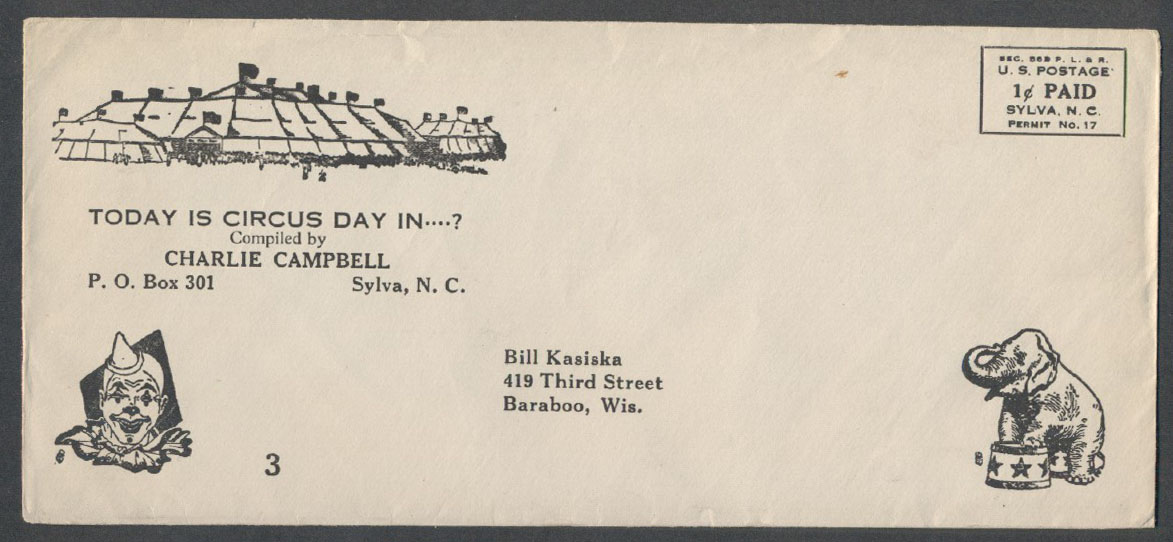 SEC. 562 P. L. & R.
U. S. POSTAGE
1¢ PAID
SYLVA, N. C.
PERMIT No. 17
TODAY IS CIRCUS DAY IN....?
Compiled by
CHARLIE CAMPBELL
P. O. Box 301 Sylva, N. C.
Bill Kasiska
419 Third Street
Baraboo, Wis.
3